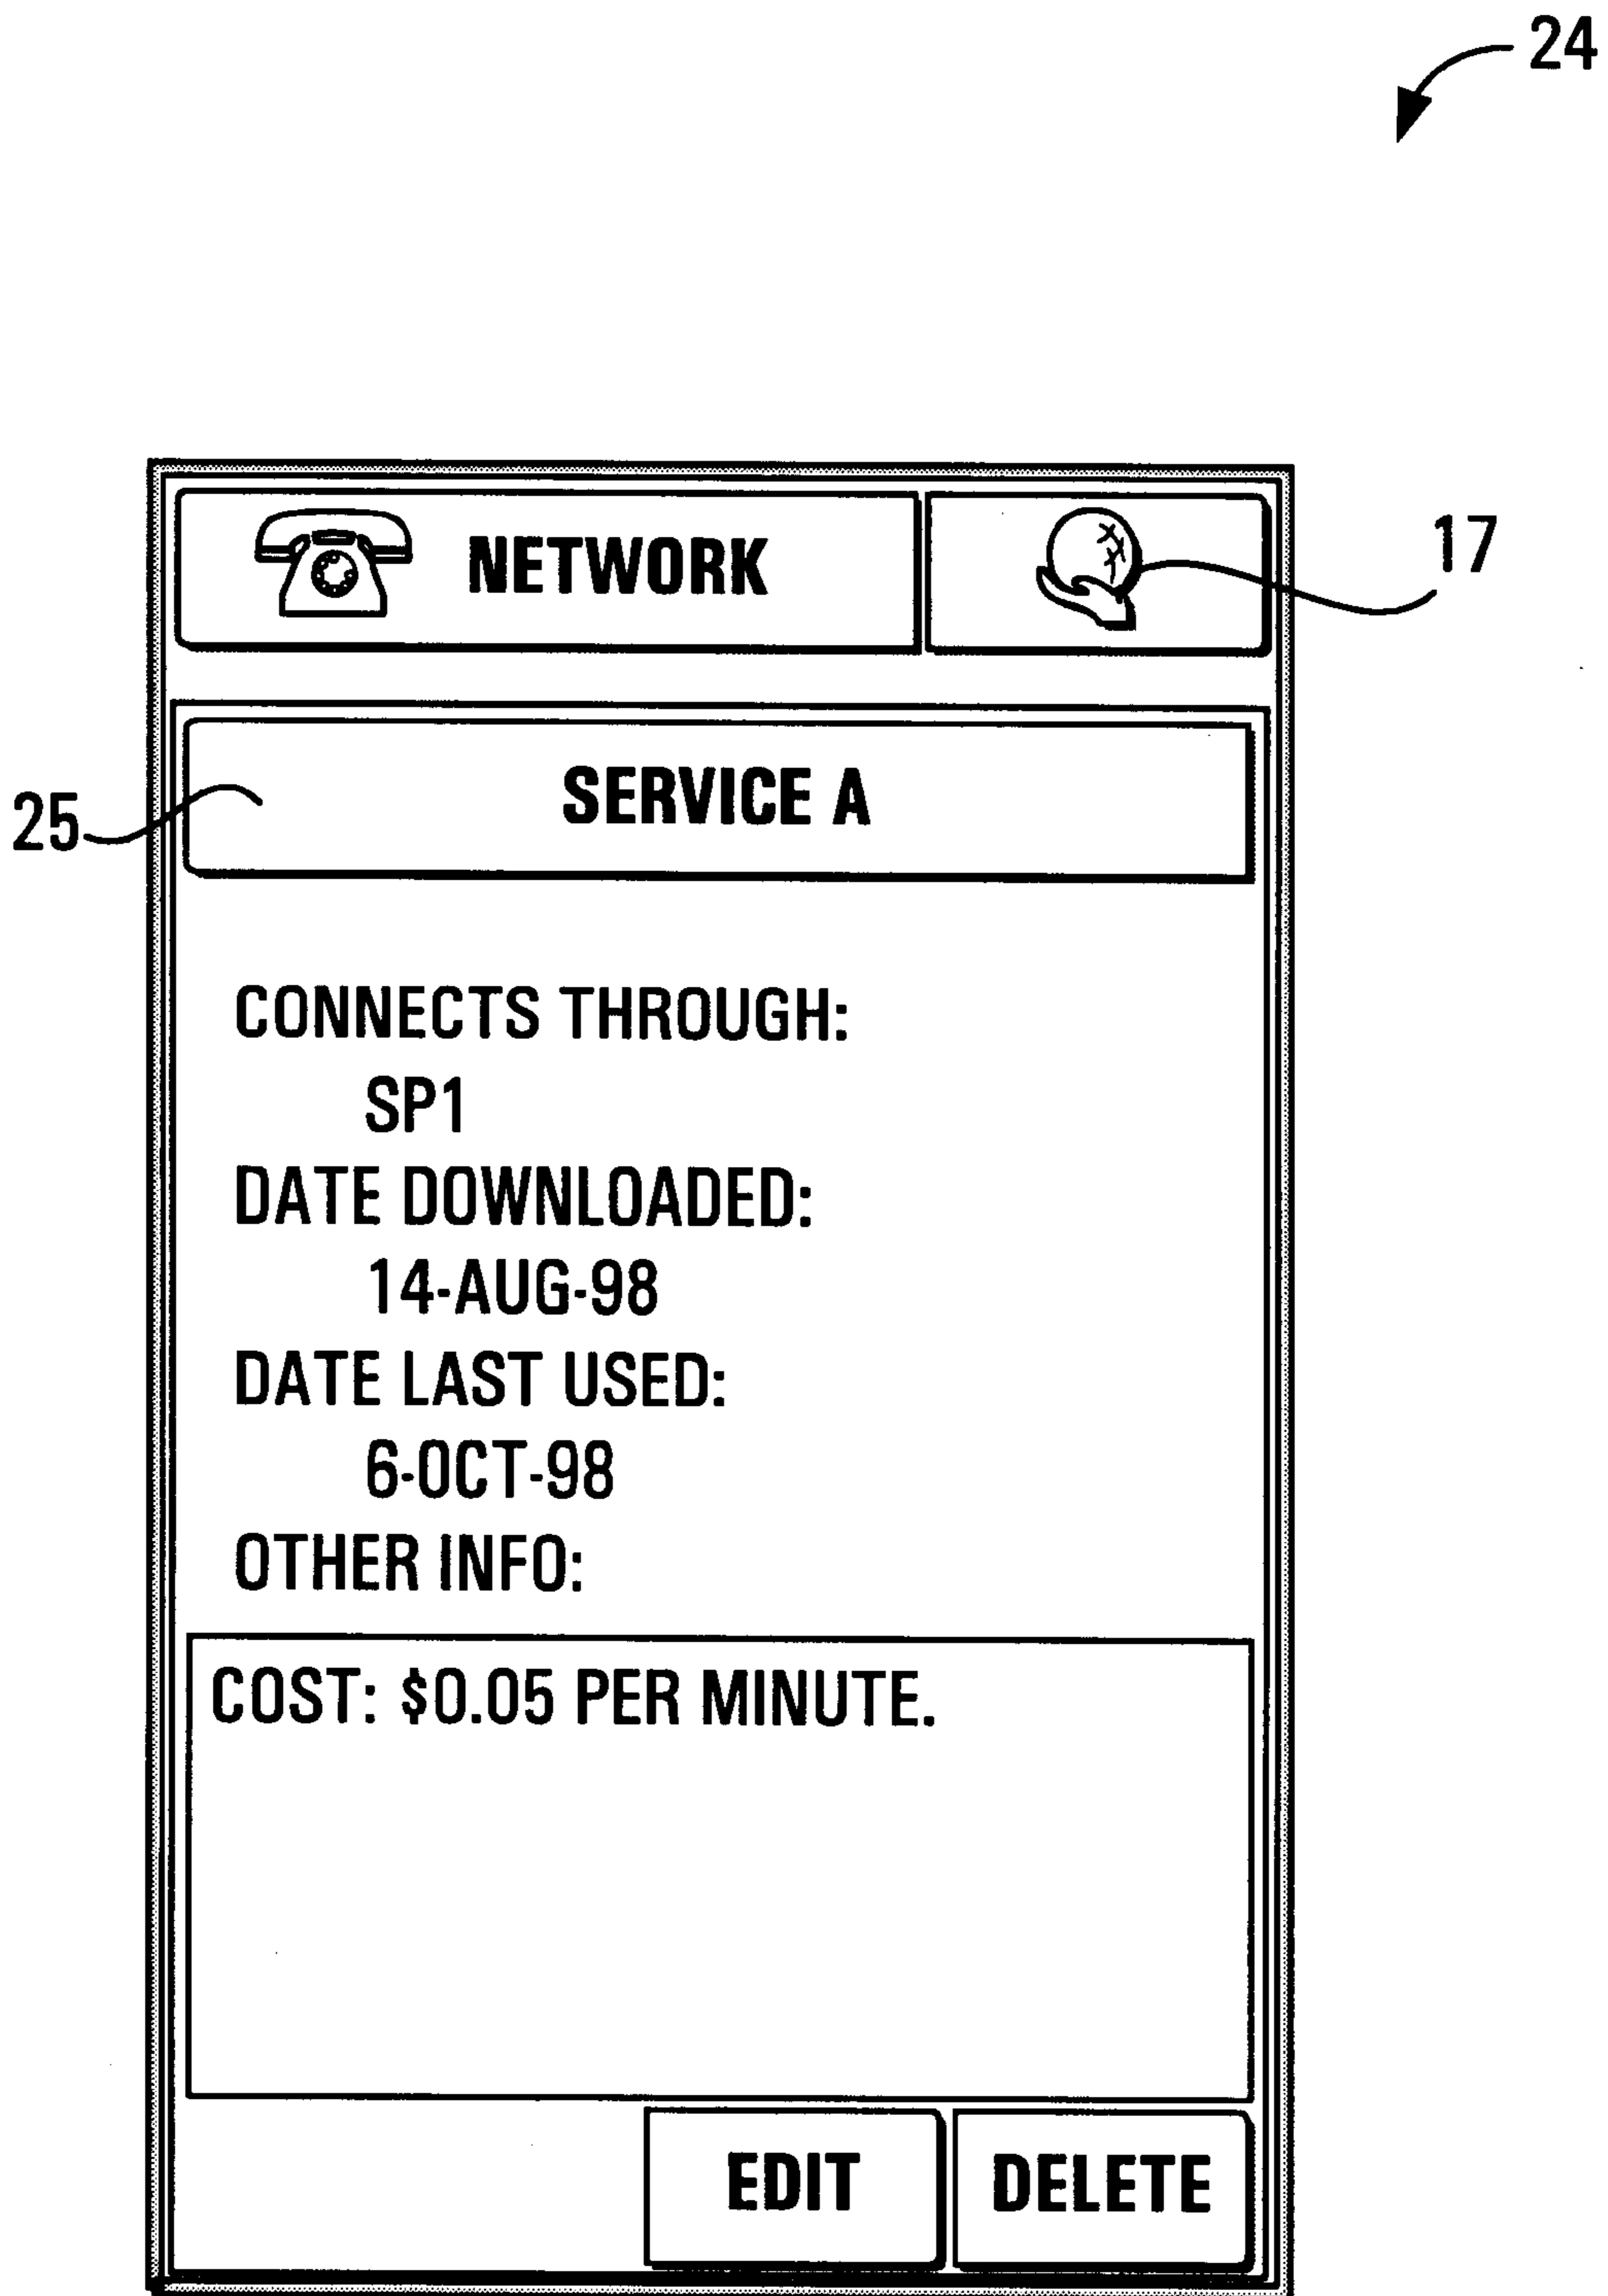 24
NETWORK
17
SERVICE A
25
CONNECTS THROUGH:
SP1
DATE DOWNLOADED:
14-AUG-98
DATE LAST USED:
6-OCT-98
OTHER INFO:
COST: $0.05 PER MINUTE.
EDIT DELETE